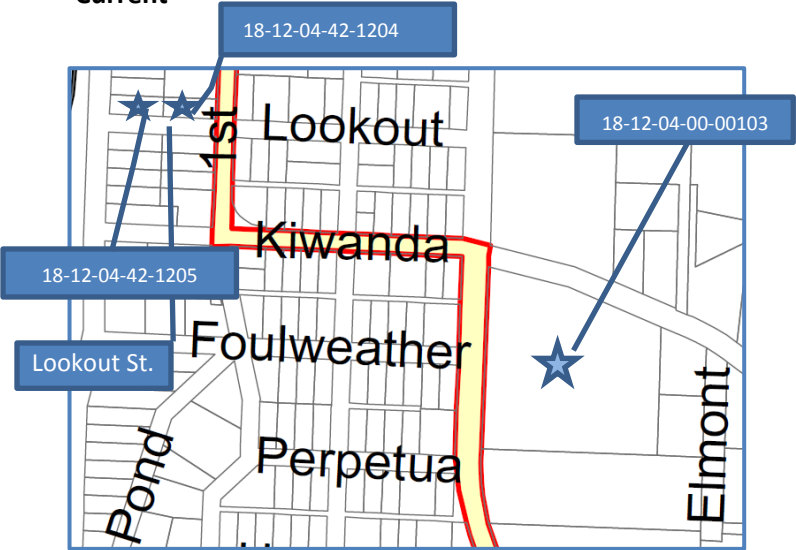 Current
18-12-04-42-1204
18-12-04-00-00103
1st
Lookout
Kiwanda
18-12-04-42-1205
Foulweather
Lookout St.
Elmont
Perpetua
Pond